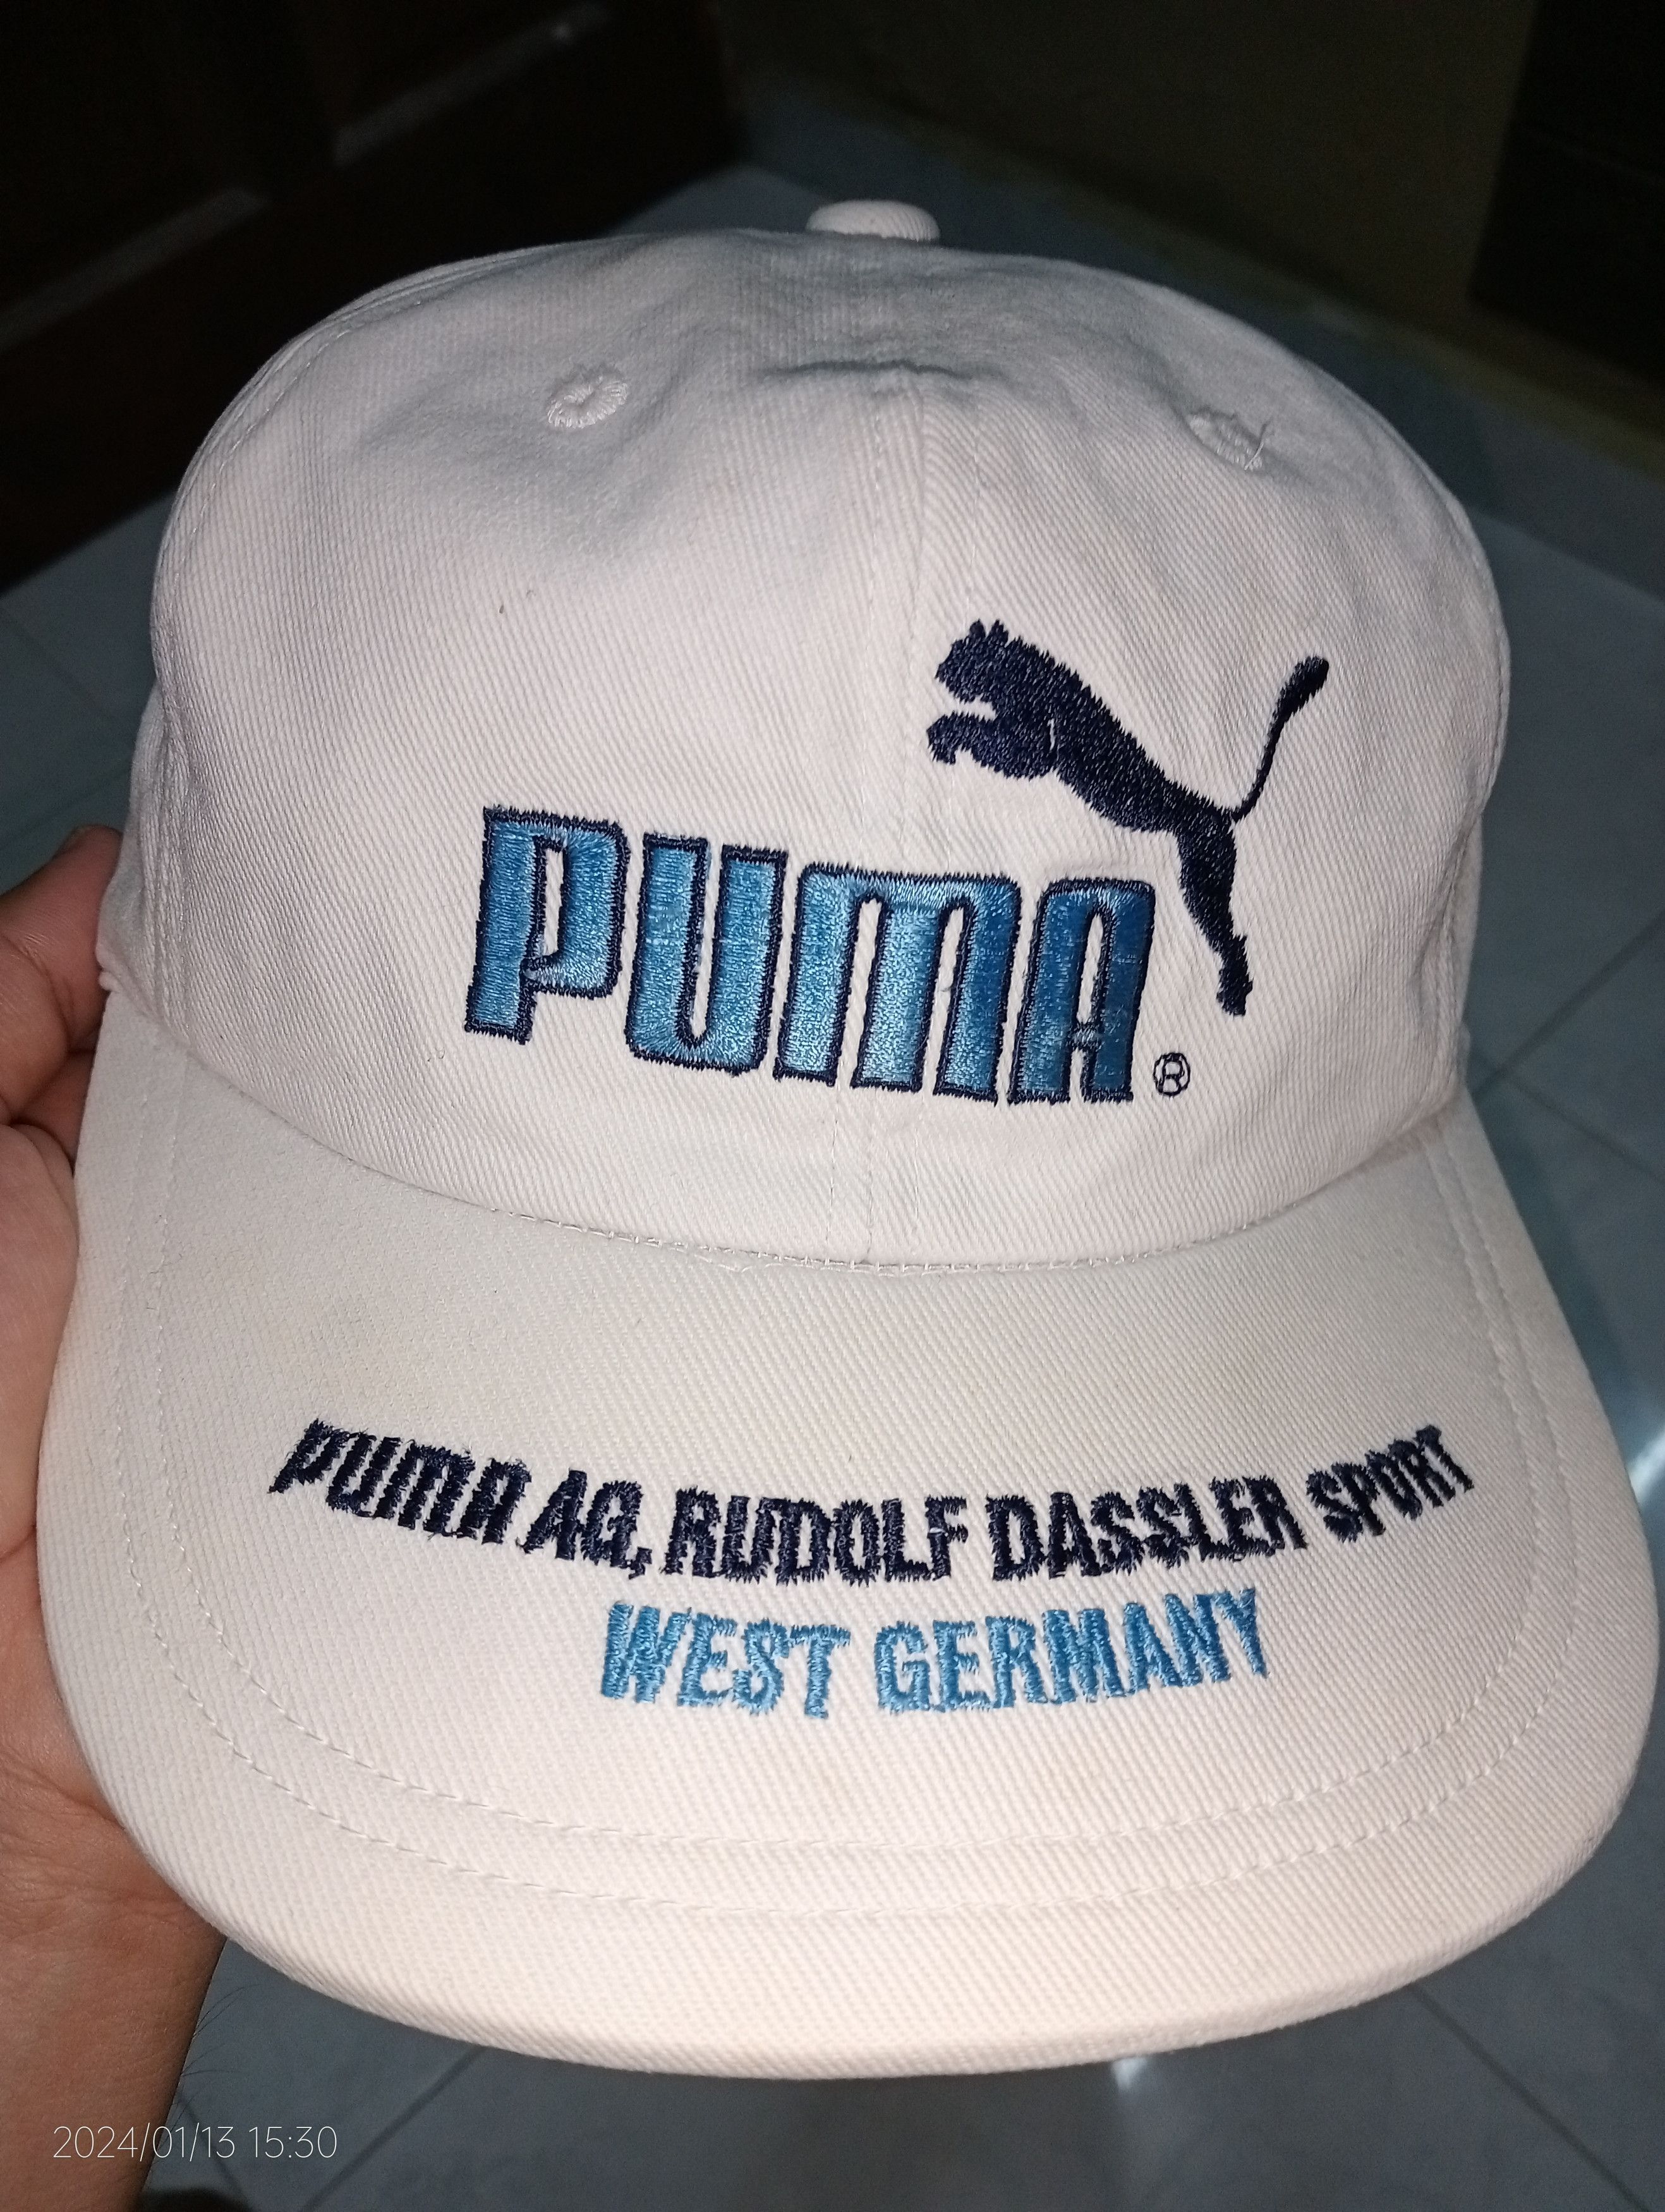 PUMA®
PUMA AG, RUDOLF DASSLER SPORT
WEST GERMANY
2024/01/13 15:30